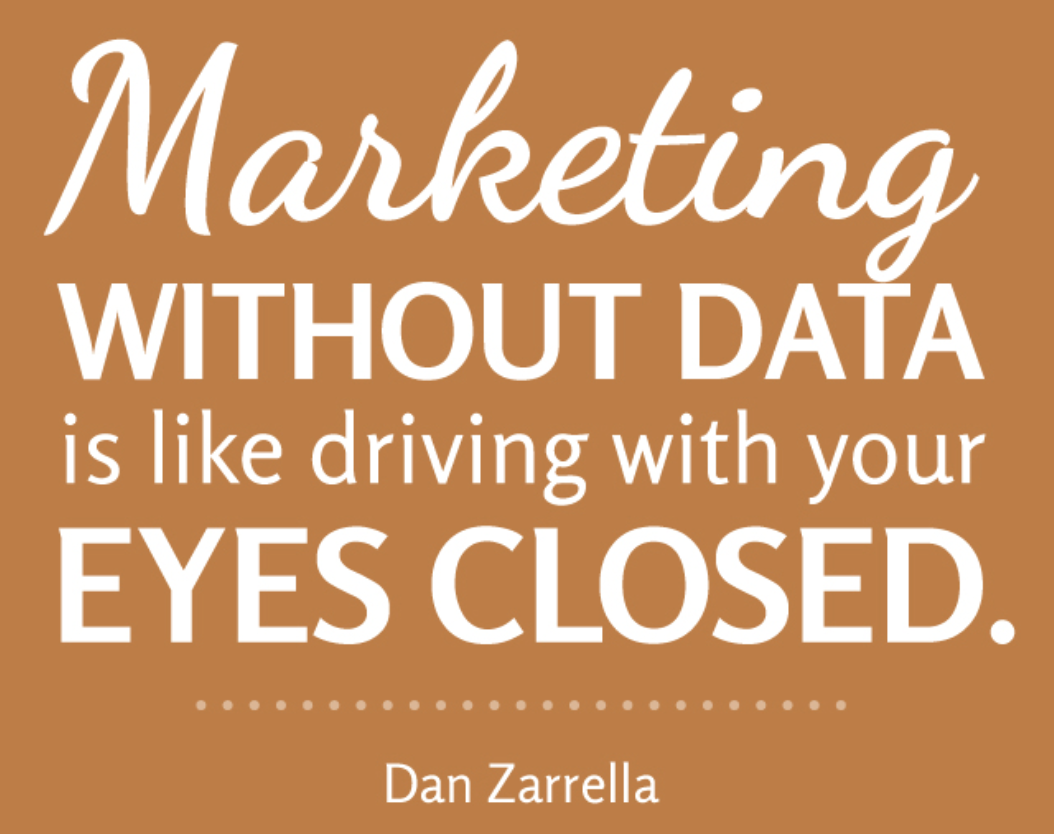 Marketing
WITHOUT DATA
is like driving with your
EYES CLOSED.
Dan Zarrella